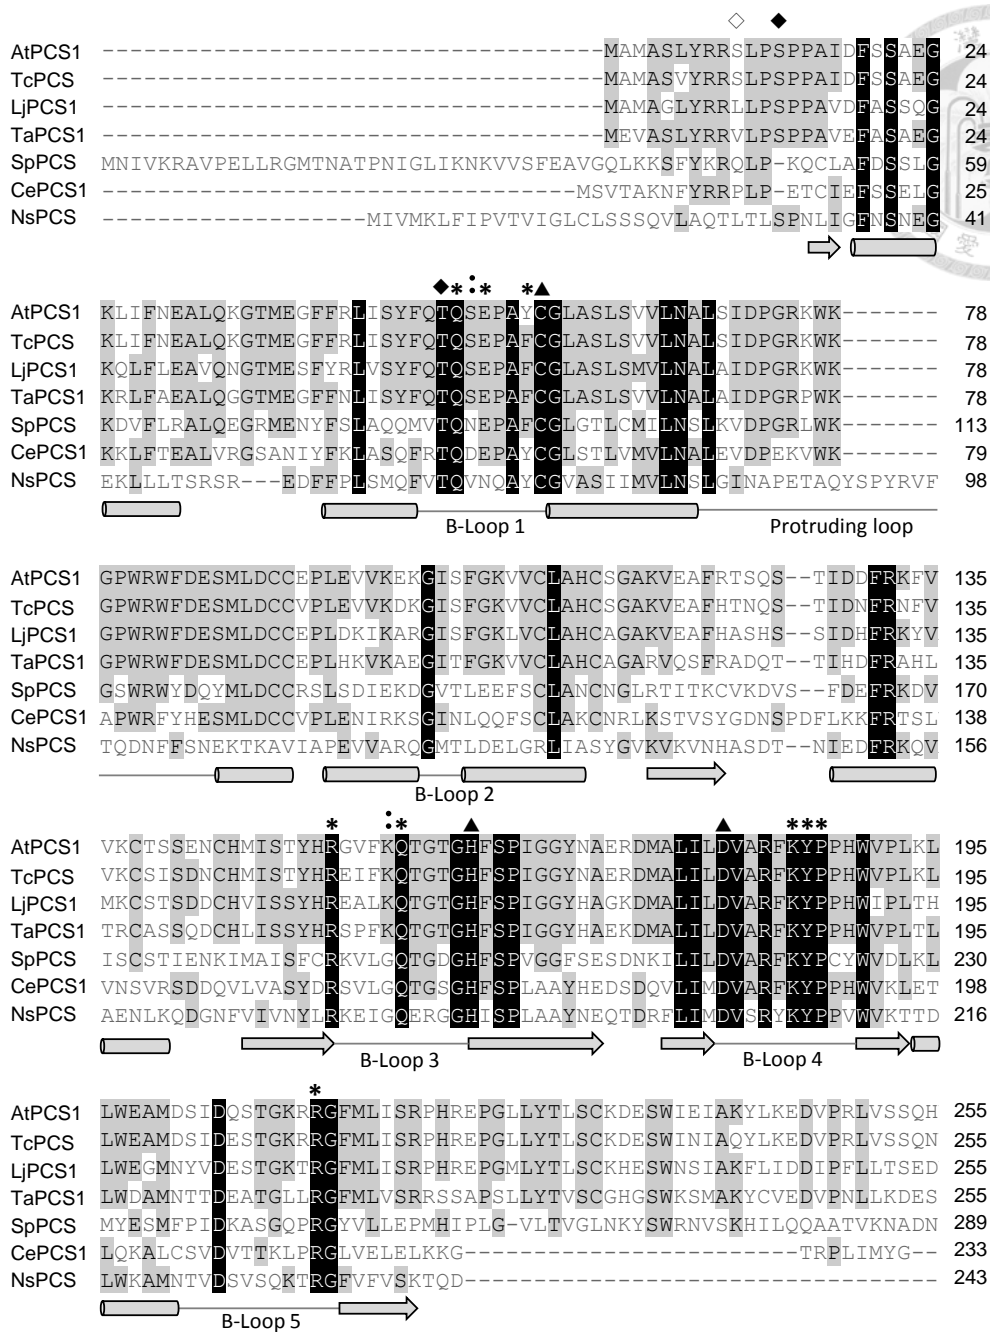 ◇ ◆
AtPCS1 -----------------------------MAMASLYRRSLPSPPAIDFSSAEG 24
TcPCS -----------------------------MAMASVYRRSLPSPPAIDFSSAEG 24
LjPCS1 -----------------------------MAMAGLYRRLLPSPPAVDFASSQG 24
TaPCS1 -----------------------------MEVASLYRRVLPSPPAVEFASAEG 24
SpPCS MNIVKRAVPELLRGMTNATPNIGLIKNKVVSFEAVGQLKKSFYKRQLP-KQCLAFDSSLG 59
CePCS1 ----------------------------MSVTAKNFYRRPLP-ETCIEFSSELG 25
NsPCS -----------------MIVMKLFIPVTVIGLCLSSSQVLAQTLTLSPNLIGFNSNEG 41
◆*:* *▲
AtPCS1 KLIFNEALQKGTMEGFFRLISYFQTQSEPAYCGLASLSVVLNALSIDPGRKWK------- 78
TcPCS KLIFNEALQKGTMEGFFRLISYFQTQSEPAFCGLASLSVVLNALSIDPGRKWK------- 78
LjPCS1 KQLFLEAVQNGTMESFYRLVSYFQTQSEPAFCGLASLSMVLNALAIDPGRKWK------- 78
TaPCS1 KRLFAEALQGGTMEGFFNLISYFQTQSEPAFCGLASLSVVLNALAIDPGRPWK------- 78
SpPCS KDVFLRALQEGRMENYFSLAQQMVTQNEPAFCGLGTLCMILNSLKVDPGRLWK------- 113
CePCS1 KKLFTEALVRGSANIYFKLASQFRTQDEPAYCGLSTLVMVLNALEVDPEKVWK------- 79
NsPCS EKLLLTSRSR---EDFFPLSMQFVTQVNQAYCGVASIIMVLNSLGINAPETAQYSPYRVF 98
B-Loop 1 Protruding loop
AtPCS1 GPWRWFDESMLDCCEPLEVVKEKGISFGKVVCLAHCSGAKVEAFRTSQS--TIDDFRKFV 135
TcPCS GPWRWFDESMLDCCVPLEVVKDKGISFGKVVCLAHCSGAKVEAFHTNQS--TIDNFRNFV 135
LjPCS1 GPWRWFDESMLDCCEPLDKIKARGISFGKLVCLAHCAGAKVEAFHASHS--SIDHFRKYV 135
TaPCS1 GPWRWFDESMLDCCEPLHKVKAEGITFGKVVCLAHCAGARVQSFRADQT--TIHDFRAHL 135
SpPCS GSWRWYDQYMLDCCRSLSDIEKDGVTLEEFSCLANCNGLRTITKCVKDVS--FDEFRKDV 170
CePCS1 APWRFYHESMLDCCVPLENIRKSGINLQQFSCLAKCNRLKSTVSYGDNSPDFLKKFRTSL 138
NsPCS TQDNFFSNEKTKAVIAPEVVARQGMTLDELGRLIASYGVKVKVNHASDT--NIEDFRKQV 156
B-Loop 2
* :* ▲ ▲ ***
AtPCS1 VKCTSSENCHMISTYHRGVFKQTGTGHFSPIGGYNAERDMALILDVARFKYPPHWVPLKL 195
TcPCS VKCSISDNCHMISTYHREIFKQTGTGHFSPIGGYNAERDMALILDVARFKYPPHWVPLKL 195
LjPCS1 MKCSTSDDCHVISSYHREALKQTGTGHFSPIGGYHAGKDMALILDVARFKYPPHWIPLTH 195
TaPCS1 TRCASSQDCHLISSYHRSPFKQTGTGHFSPIGGYHAEKDMALILDVARFKYPPHWVPLTL 195
SpPCS ISCSTIENKIMAISFCRKVLGQTGDGHFSPVGGFSESDNKILILDVARFKYPCYWVDLKL 230
CePCS1 VNSVRSDDQVLVASYDRSVLGQTGSGHFSPLAAYHEDSDQVLIMDVARFKYPPHWVKLET 198
NsPCS AENLKQDGNFVIVNYLRKEIGQERGGHISPLAAYNEQTDRFLIMDVSRYKYPPVWVKTTD 216
B-Loop 3 B-Loop 4
*
AtPCS1 LWEAMDSIDQSTGKRRGFMLISRPHREPGLLYTLSCKDESWIEIAKYLKEDVPRLVSSQH 255
TcPCS LWEAMDSIDESTGKRRGFMLISRPHREPGLLYTLSCKDESWINIAQYLKEDVPRLVSSQN 255
LjPCS1 LWEGMNYVDESTGKTRGFMLISRPHREPGMLYTLSCKHESWNSIAKFLIDDIPFLLTSED 255
TaPCS1 LWDAMNTTDEATGLLRGFMLVSRRSSAPSLLYTVSCGHGSWKSMAKYCVEDVPNLLKDES 255
SpPCS MYESMFPIDKASGQPRGYVLLEPMHIPLG-VLTVGLNKYSWRNVSKHILQQAATVKNADN 289
CePCS1 LQKALCSVDVTTKLPRGLVELELKKG----------------------TRPLIMYG-- 233
NsPCS LWKAMNTVDSVSQKTRGFVFVSKTQD---------------------------------- 243
B-Loop 5